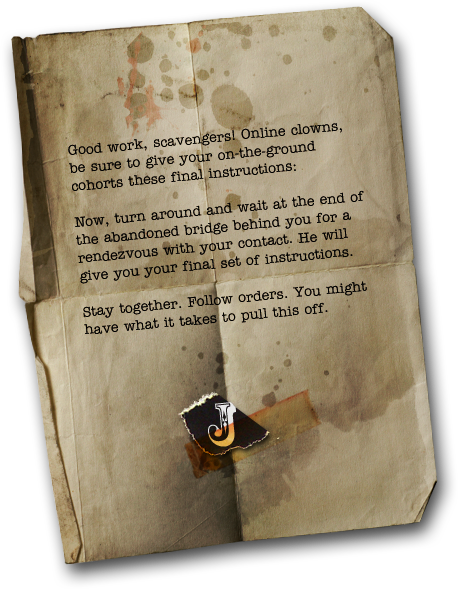 Good work, scavengers! Online clowns,
be sure to give your on-the-ground
cohorts these final instructions:
Now, turn around and wait at the end of
the abandoned bridge behind you for a
rendezvous with your contact. He will
give you your final set of instructions.
Stay together. Follow orders. You might
have what it takes to pull this off.
J